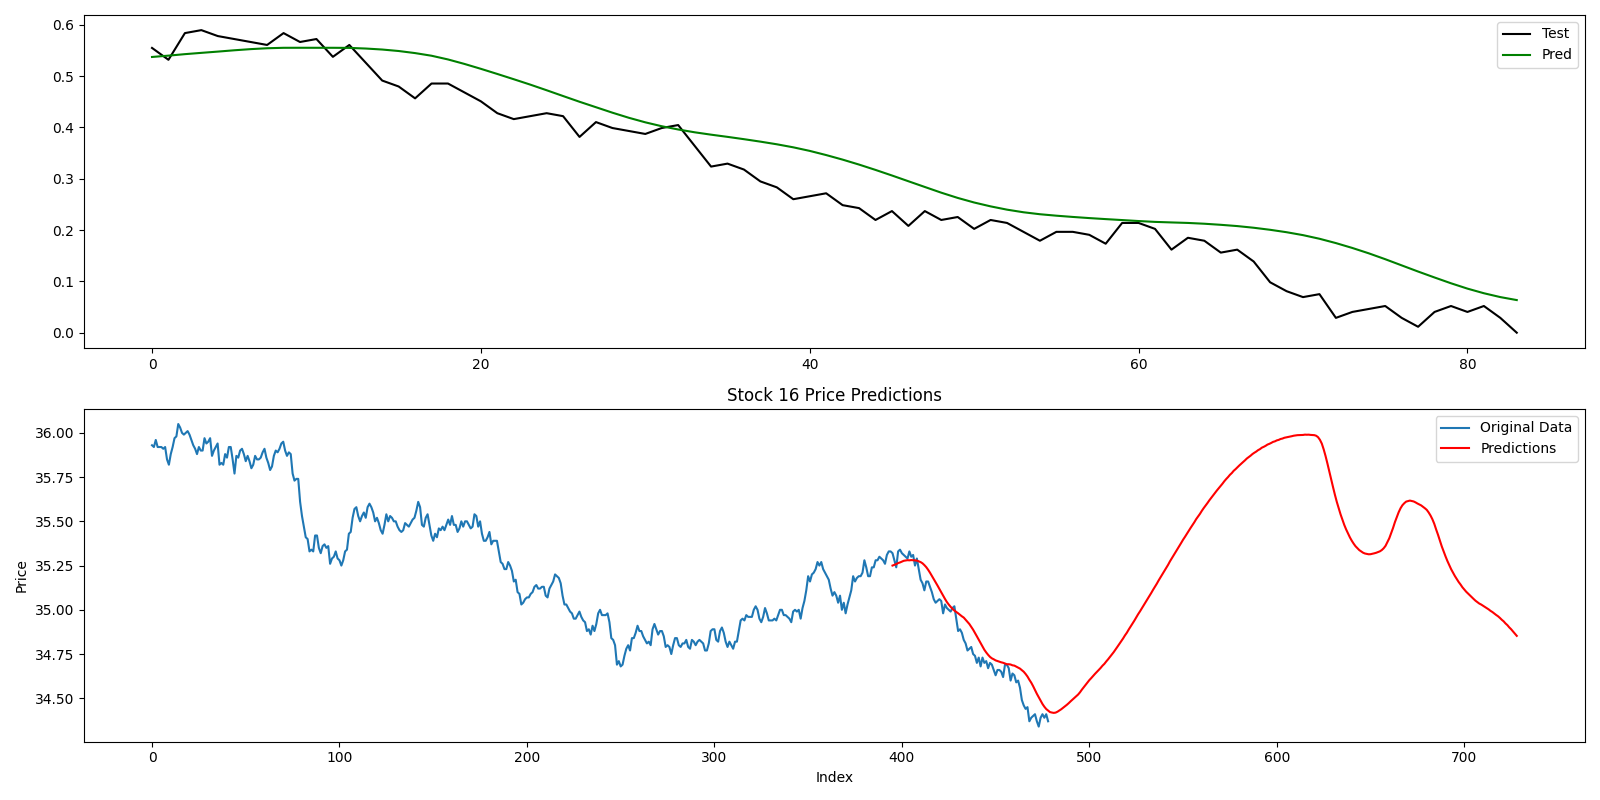 0.6
0.5
0.4
0.3
0.2
0.1
0.0
Test
Pred
0 20 40 60 80
Stock 16 Price Predictions
Price
36.00
35.75
35.50
35.25
35.00
34.75
34.50
Original Data
Predictions
0 100 200 300 400 500 600 700
Index